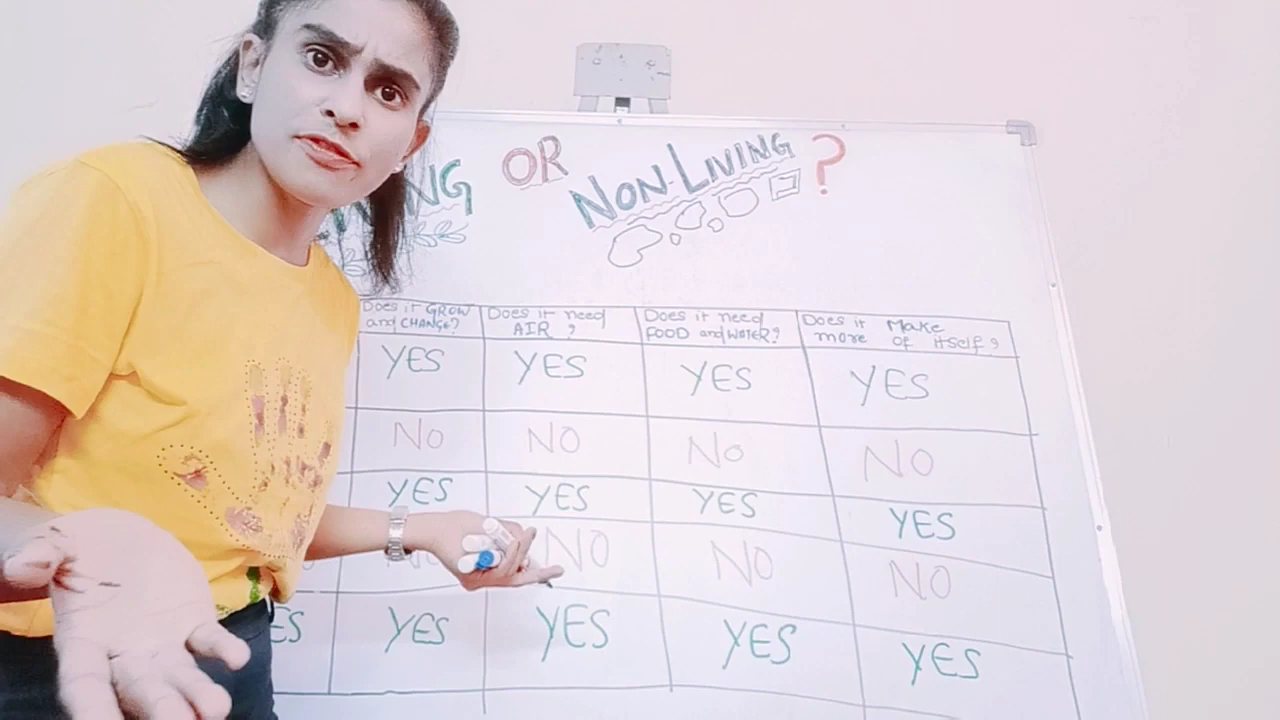 OR NON-LIVING ?
Does it GROW and CHANGE? Does it need AIR ? Does it need FOOD and WATER? Does it Make more of itself ?
YES YES YES YES
NO NO NO NO
YES YES YES YES
NO NO NO NO
YES YES YES YES